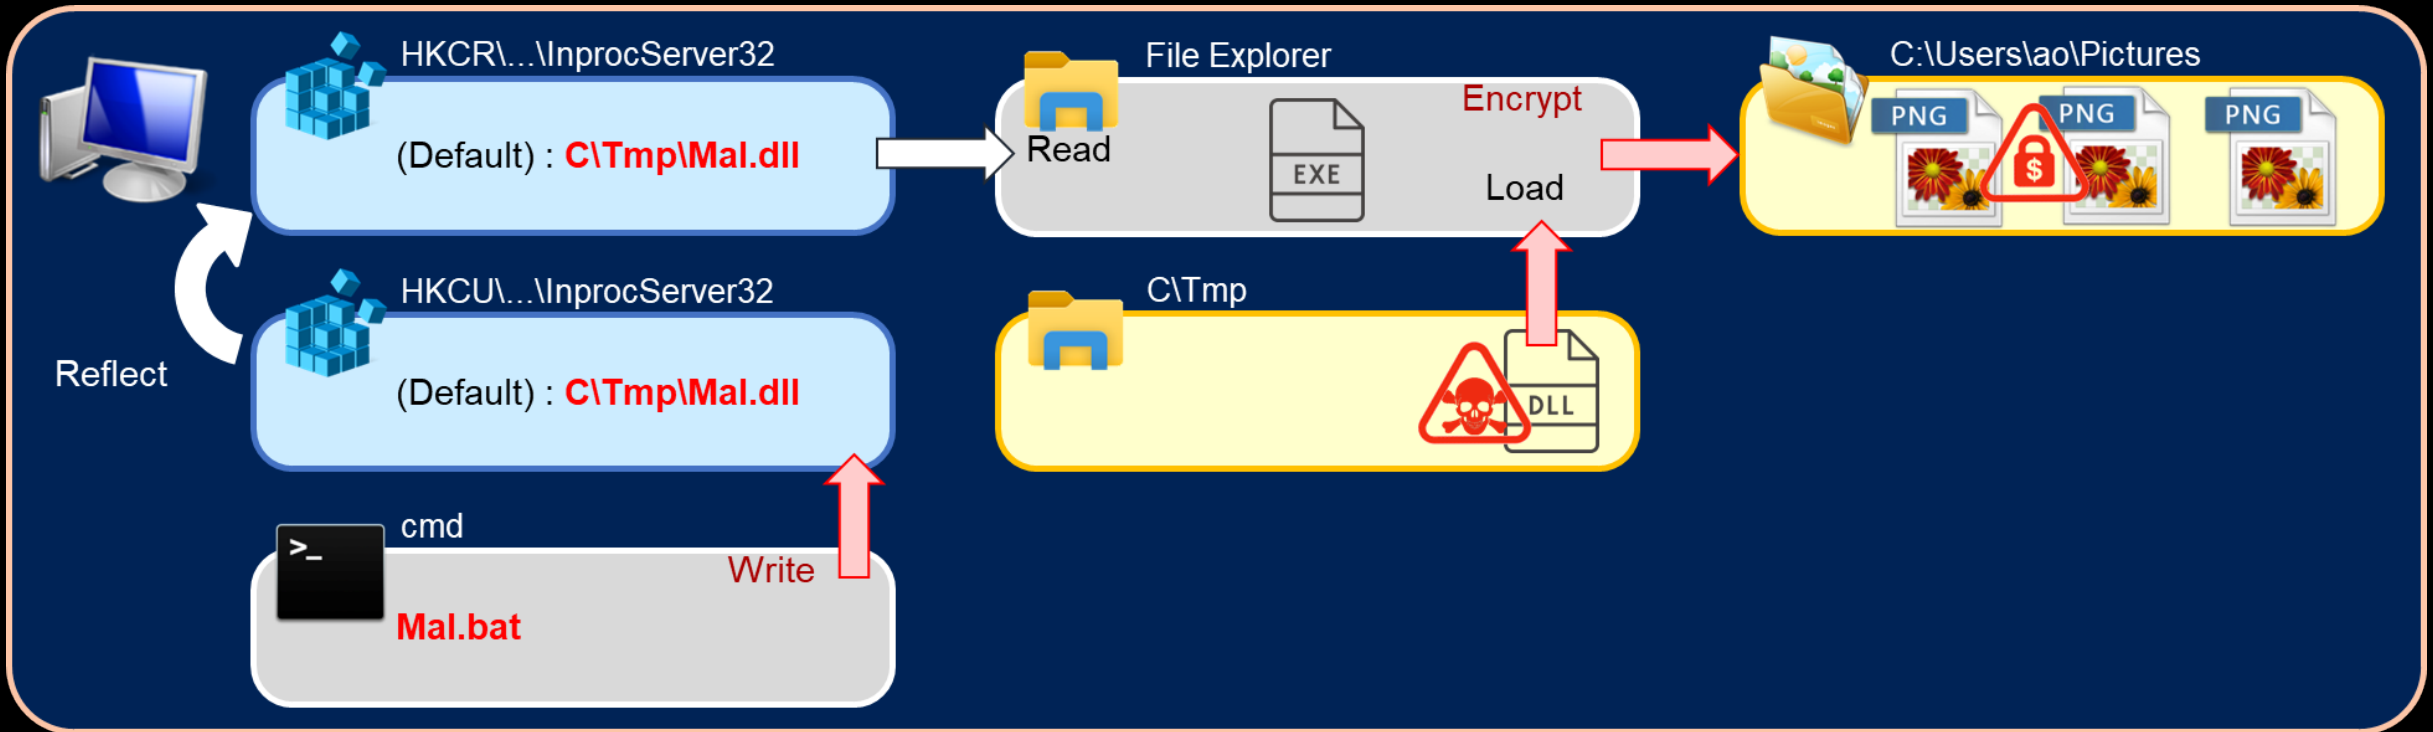 HKCR\...\InprocServer32
(Default) : C\Tmp\Mal.dll
File Explorer
Read
EXE
Encrypt
Load
C:\Users\ao\Pictures
PNG
PNG
PNG
$
Reflect
HKCU\...\InprocServer32
(Default) : C\Tmp\Mal.dll
C\Tmp
DLL
cmd
>_
Write
Mal.bat